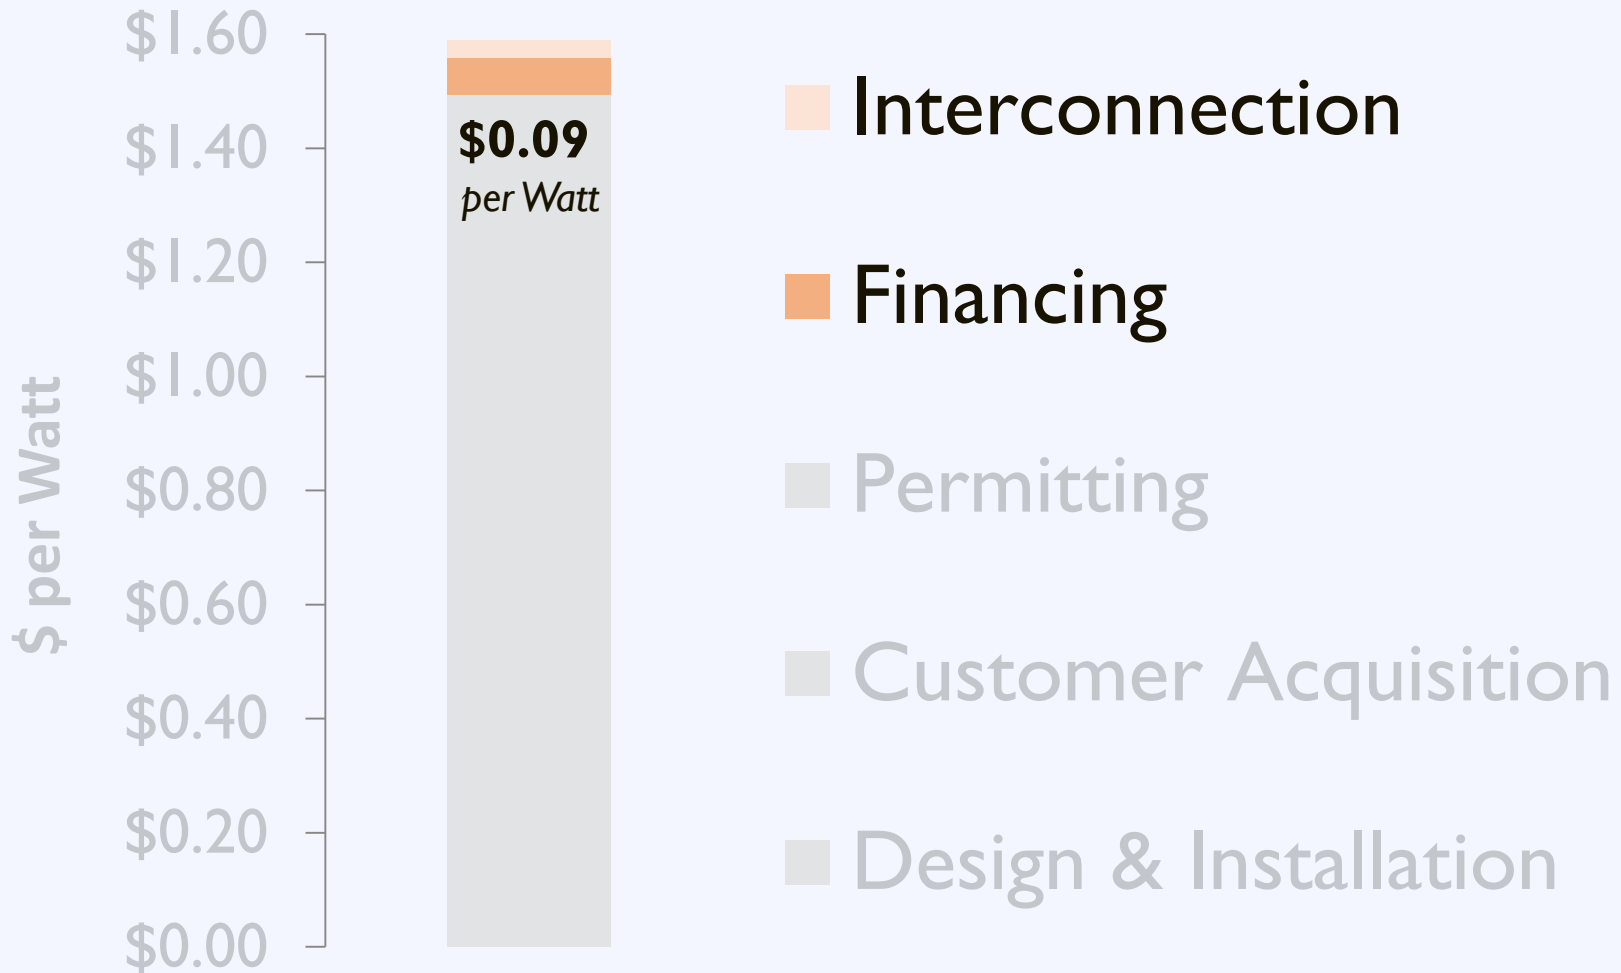 $ per Watt
$1.60
$1.40
$1.20
$1.00
$0.80
$0.60
$0.40
$0.20
$0.00
$0.09
per Watt
Interconnection
Financing
Permitting
Customer Acquisition
Design & Installation